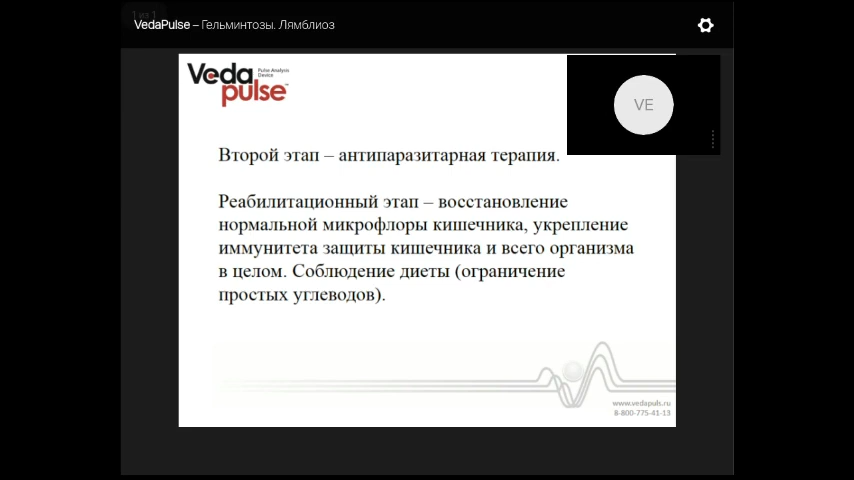 VedaPulse – Гельминтозы. Лямблиоз
Veda
pulse
Pulse Analysis
Device
™
VE
Второй этап – антипаразитарная терапия.
Реабилитационный этап – восстановление
нормальной микрофлоры кишечника, укрепление
иммунитета защиты кишечника и всего организма
в целом. Соблюдение диеты (ограничение
простых углеводов).
www.vedapuls.ru
8-800-775-41-13